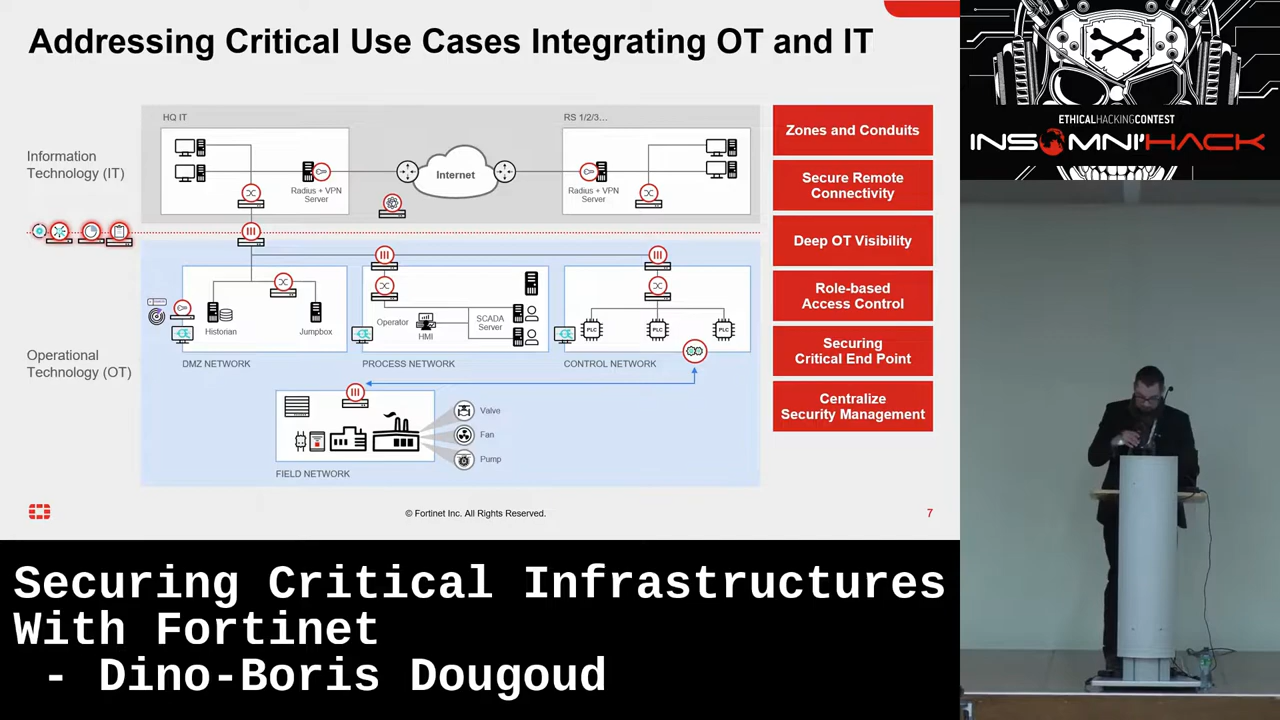 Addressing Critical Use Cases Integrating OT and IT
HQ IT
RS 1/2/3...
Information
Technology (IT)
Radius + VPN
Server
Internet
Radius + VPN
Server
Operational
Technology (OT)
Historian
Jumpbox
Operator
HMI
SCADA
Server
PLC
PLC
PLC
DMZ NETWORK
PROCESS NETWORK
CONTROL NETWORK
Valve
Fan
Pump
FIELD NETWORK
Zones and Conduits
Secure Remote
Connectivity
Deep OT Visibility
Role-based
Access Control
Securing
Critical End Point
Centralize
Security Management
© Fortinet Inc. All Rights Reserved.
7
ETHICALHACKINGCONTEST
INSOMNI'HACK
Securing Critical Infrastructures
With Fortinet
- Dino-Boris Dougoud